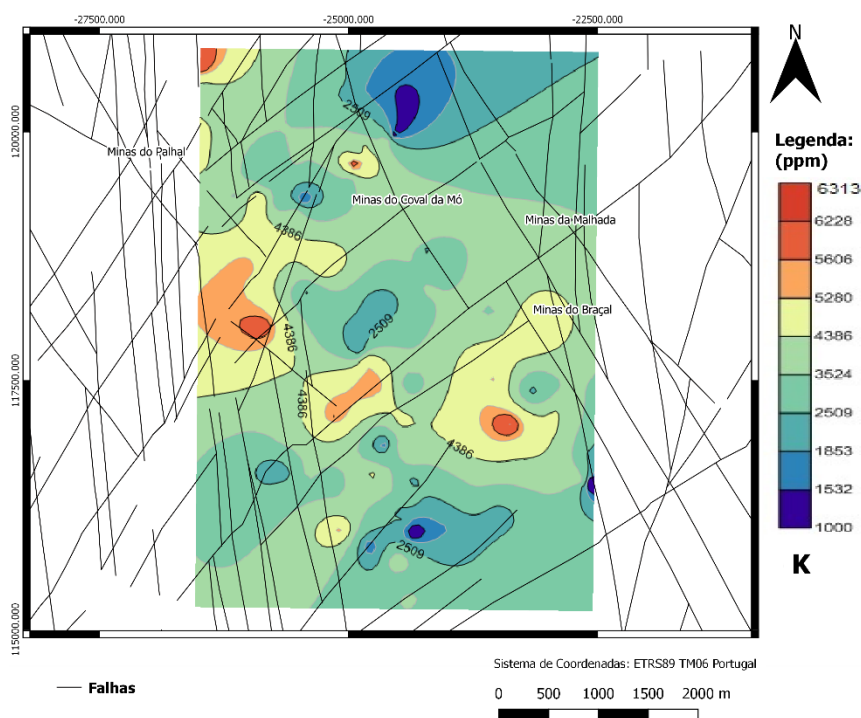 -27500.000
-25000.000
-22500.000
N
120000.000
117500.000
115000.000
2509
Minas do Palhal
Minas do Coval da Mó
4386
Minas da Malhada
Minas do Braçal
2509
4386
4386
4386
2509
Legenda:
(ppm)
6313
6228
5606
5280
4386
3524
2509
1853
1532
1000
K
Sistema de Coordenadas: ETRS89 TM06 Portugal
Falhas
0 500 1000 1500 2000 m